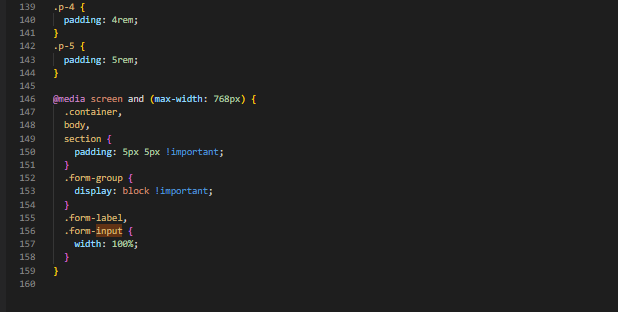 139 .p-4 {
140 padding: 4rem;
141 }
142 .p-5 {
143 padding: 5rem;
144 }
145
146 @media screen and (max-width: 768px) {
147 .container,
148 body,
149 section {
150 padding: 5px 5px !important;
151 }
152 .form-group {
153 display: block !important;
154 }
155 .form-label,
156 .form-input {
157 width: 100%;
158 }
159 }
160